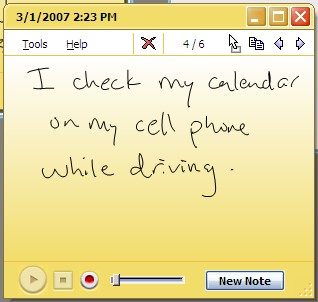 3/1/2007 2:23 PM
Tools Help 4 / 6
I check my calendar
on my cell phone
while driving.
New Note